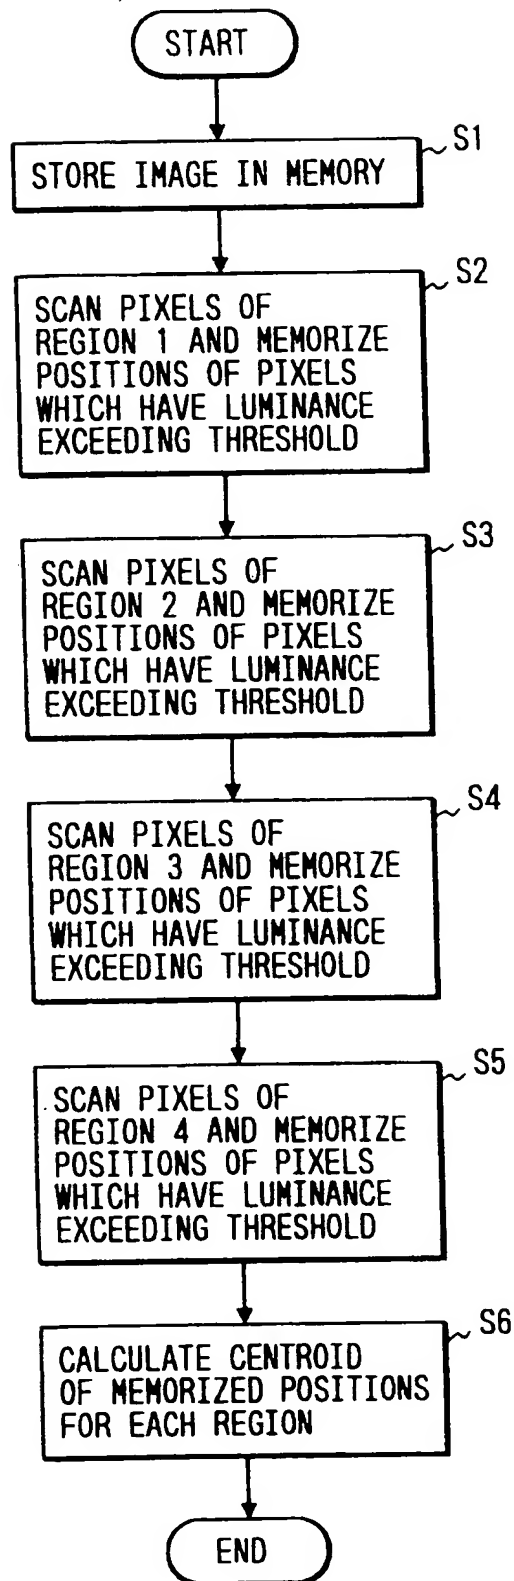 START
S1
STORE IMAGE IN MEMORY
S2
SCAN PIXELS OF
REGION 1 AND MEMORIZE
POSITIONS OF PIXELS
WHICH HAVE LUMINANCE
EXCEEDING THRESHOLD
S3
SCAN PIXELS OF
REGION 2 AND MEMORIZE
POSITIONS OF PIXELS
WHICH HAVE LUMINANCE
EXCEEDING THRESHOLD
S4
SCAN PIXELS OF
REGION 3 AND MEMORIZE
POSITIONS OF PIXELS
WHICH HAVE LUMINANCE
EXCEEDING THRESHOLD
S5
SCAN PIXELS OF
REGION 4 AND MEMORIZE
POSITIONS OF PIXELS
WHICH HAVE LUMINANCE
EXCEEDING THRESHOLD
S6
CALCULATE CENTROID
OF MEMORIZED POSITIONS
FOR EACH REGION
END